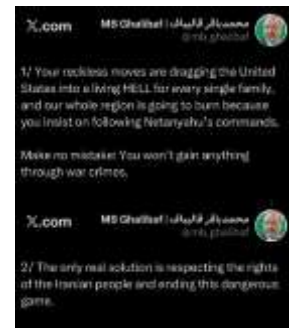 X.com MB Ghalibaf | محمدباقر قالیباف
@mb_ghalibaf
1/ Your reckless moves are dragging the United
States into a living HELL for every single family,
and our whole region is going to burn because
you insist on following Netanyahu's commands.
Make no mistake: You won't gain anything
through war crimes.
X.com MB Ghalibaf | محمدباقر قالیباف
@mb_ghalibaf
2/ The only real solution is respecting the rights
of the Iranian people and ending this dangerous
game.